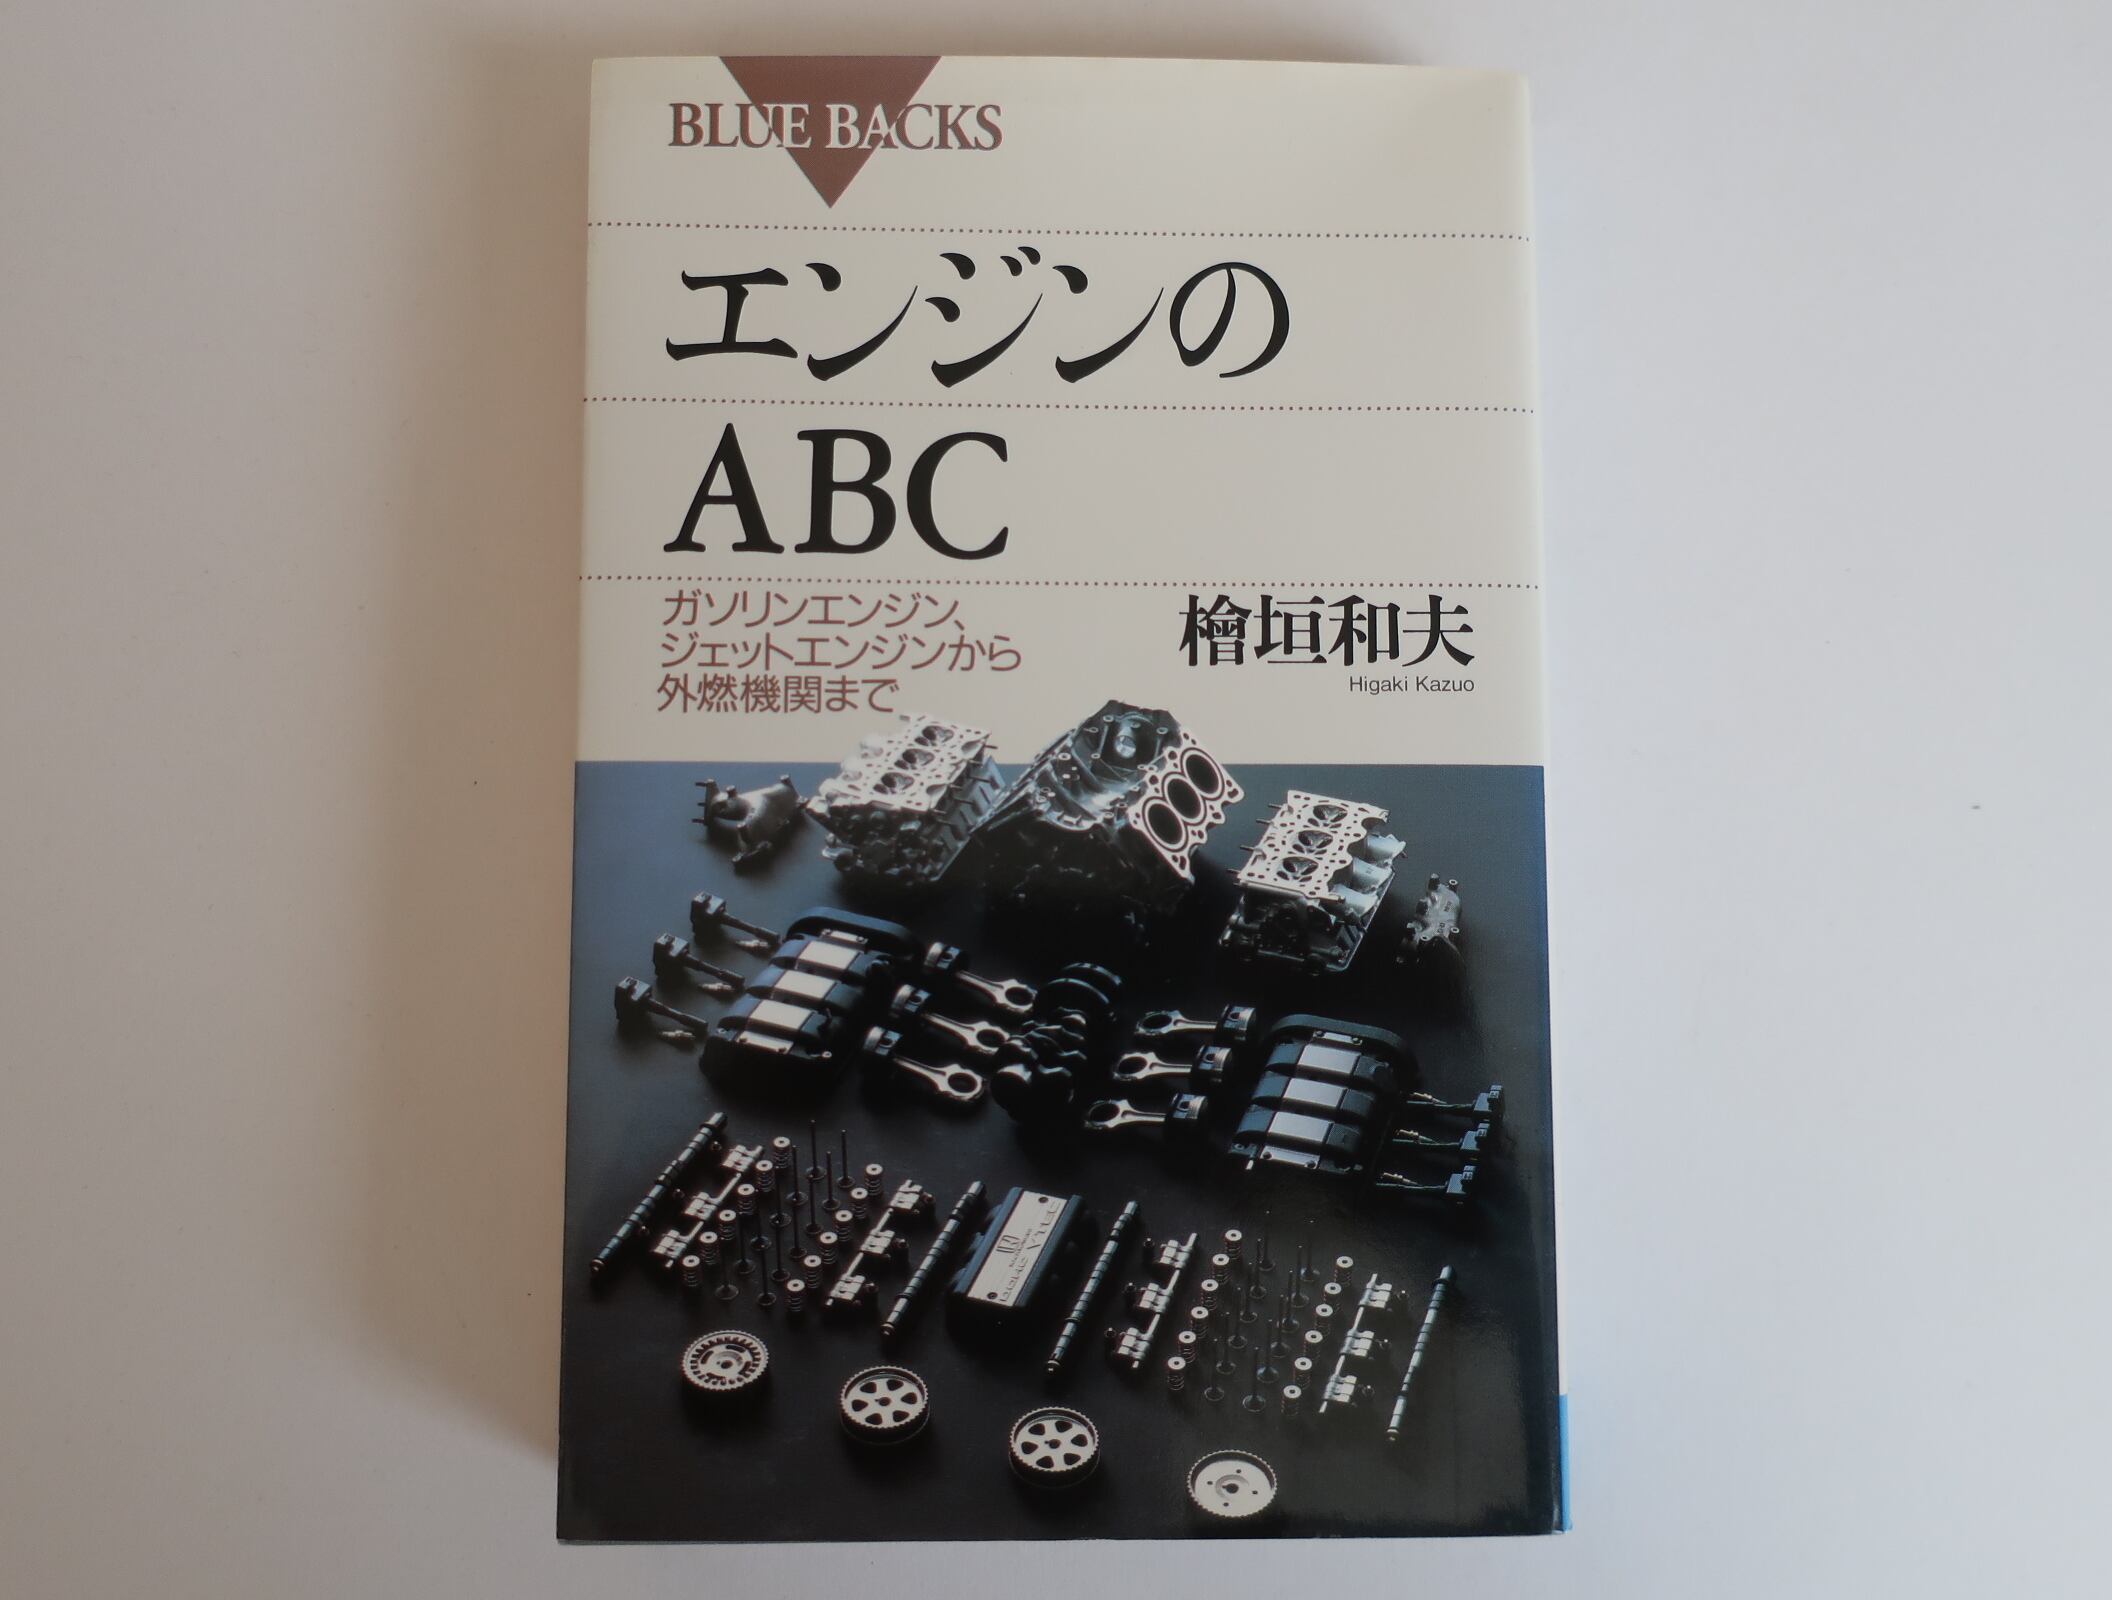 BLUE BACKS
エンジンの
ABC
ガソリンエンジン、
ジェットエンジンから
外燃機関まで
檜垣和夫
Higaki Kazuo